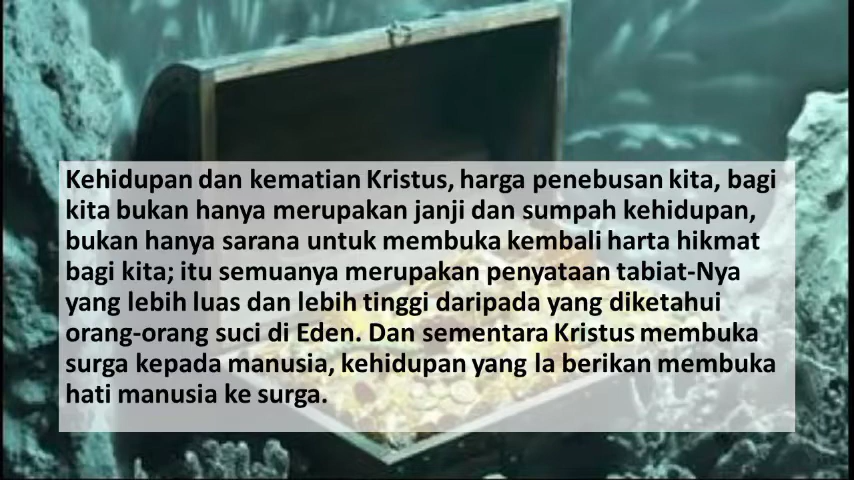 Kehidupan dan kematian Kristus, harga penebusan kita, bagi
kita bukan hanya merupakan janji dan sumpah kehidupan,
bukan hanya sarana untuk membuka kembali harta hikmat
bagi kita; itu semuanya merupakan penyataan tabiat-Nya
yang lebih luas dan lebih tinggi daripada yang diketahui
orang-orang suci di Eden. Dan sementara Kristus membuka
surga kepada manusia, kehidupan yang Ia berikan membuka
hati manusia ke surga.